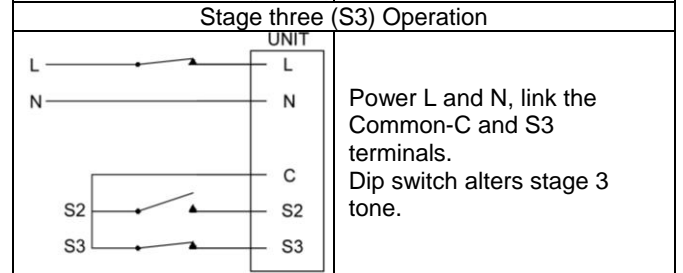 Stage three (S3) Operation
UNIT
L L
N N
C
S2 S2
S3 S3
Power L and N, link the
Common-C and S3
terminals.
Dip switch alters stage 3
tone.